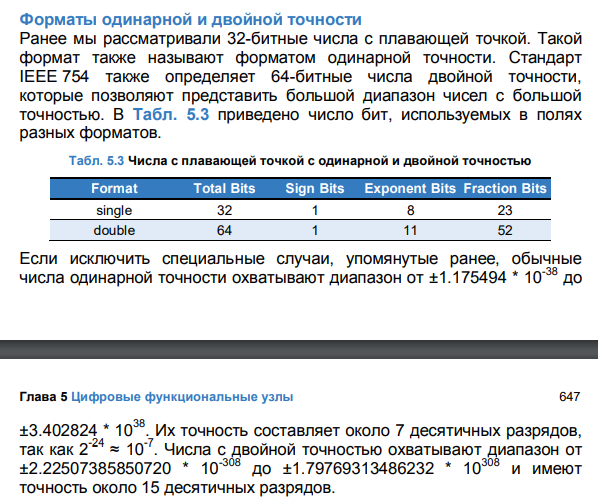 Форматы одинарной и двойной точности
Ранее мы рассматривали 32-битные числа с плавающей точкой. Такой
формат также называют форматом одинарной точности. Стандарт
IEEE 754 также определяет 64-битные числа двойной точности,
которые позволяют представить большой диапазон чисел с большой
точностью. В Табл. 5.3 приведено число бит, используемых в полях
разных форматов.
Табл. 5.3 Числа с плавающей точкой с одинарной и двойной точностью
Format Total Bits Sign Bits Exponent Bits Fraction Bits
single 32 1 8 23
double 64 1 11 52
Если исключить специальные случаи, упомянутые ранее, обычные
числа одинарной точности охватывают диапазон от ±1.175494 * 10⁻³⁸ до
Глава 5 Цифровые функциональные узлы 647
±3.402824 * 10³⁸. Их точность составляет около 7 десятичных разрядов,
так как 2⁻²⁴ ≈ 10⁻⁷. Числа с двойной точностью охватывают диапазон от
±2.22507385850720 * 10⁻³⁰⁸ до ±1.79769313486232 * 10³⁰⁸ и имеют
точность около 15 десятичных разрядов.